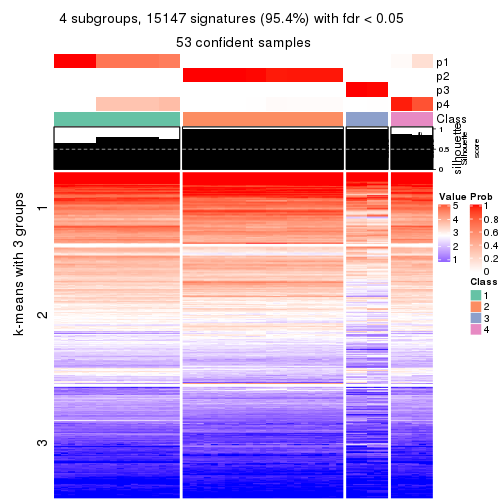 4 subgroups, 15147 signatures (95.4%) with fdr < 0.05
53 confident samples
p1
p2
p3
p4
Class
1
0.5
0
silhouette
Silhouette
score
k-means with 3 groups
1
2
3
Value
5
4
3
2
1
Prob
1
0.8
0.6
0.4
0.2
0
Class
1
2
3
4